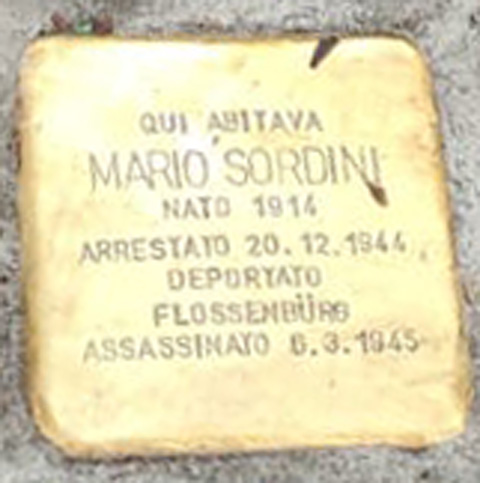 QUI ABITAVA
MARIO SORDINI
NATO 1914
ARRESTATO 20.12.1944
DEPORTATO
FLOSSENBÜRG
ASSASSINATO 6.3.1945